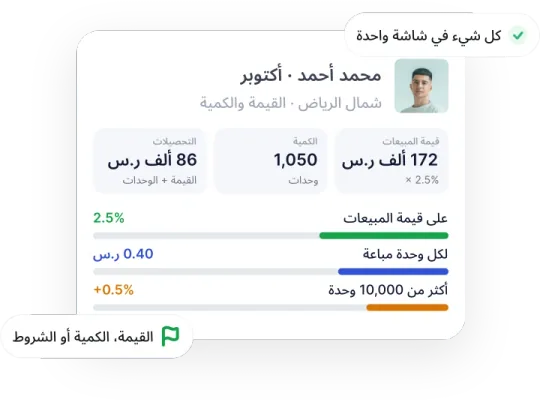 كل شيء في شاشة واحدة
محمد أحمد · أكتوبر
شمال الرياض · القيمة والكمية
قيمة المبيعات
172 ألف ر.س
2.5% ×
الكمية
1,050
وحدات
التحصيلات
86 ألف ر.س
القيمة + الوحدات
على قيمة المبيعات 2.5%
لكل وحدة مباعة 0.40 ر.س
أكثر من 10,000 وحدة +0.5%
القيمة، الكمية أو الشروط